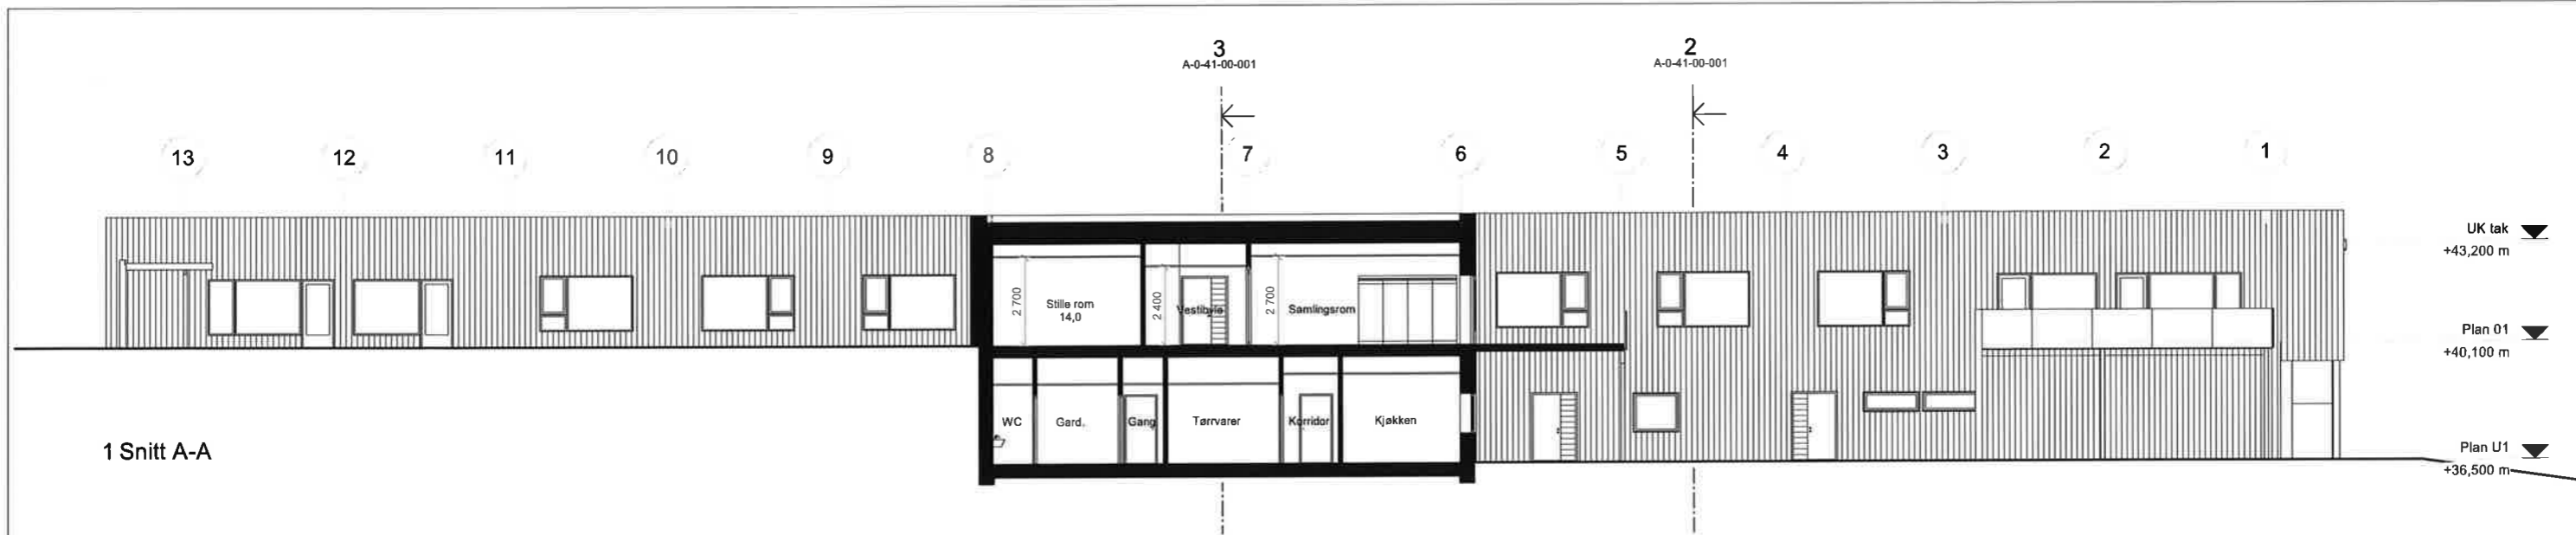 3
A-0-41-00-001
2
A-0-41-00-001
13 12 11 10 9 8 7 6 5 4 3 2 1
UK tak
+43,200 m
2 700
Stille rom
14,0
2 400
Vestibyle
2 700
Samlingsrom
Plan 01
+40,100 m
WC
Gard.
Gang
Tørrvarer
Korridor
Kjøkken
1 Snitt A-A
Plan U1
+36,500 m